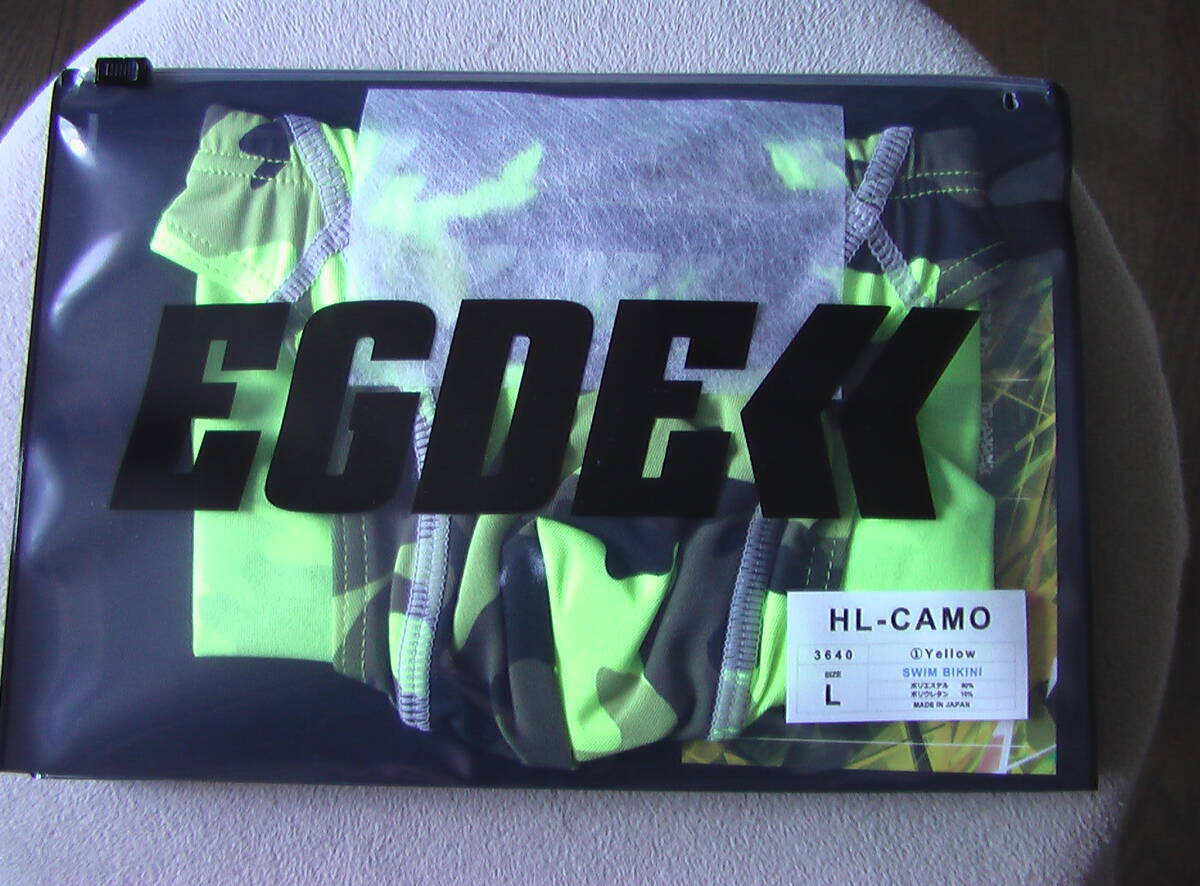 EGDE
HL-CAMO
3640 ①Yellow
SIZE
L
SWIM BIKINI
ポリエステル 90%
ポリウレタン 10%
MADE IN JAPAN